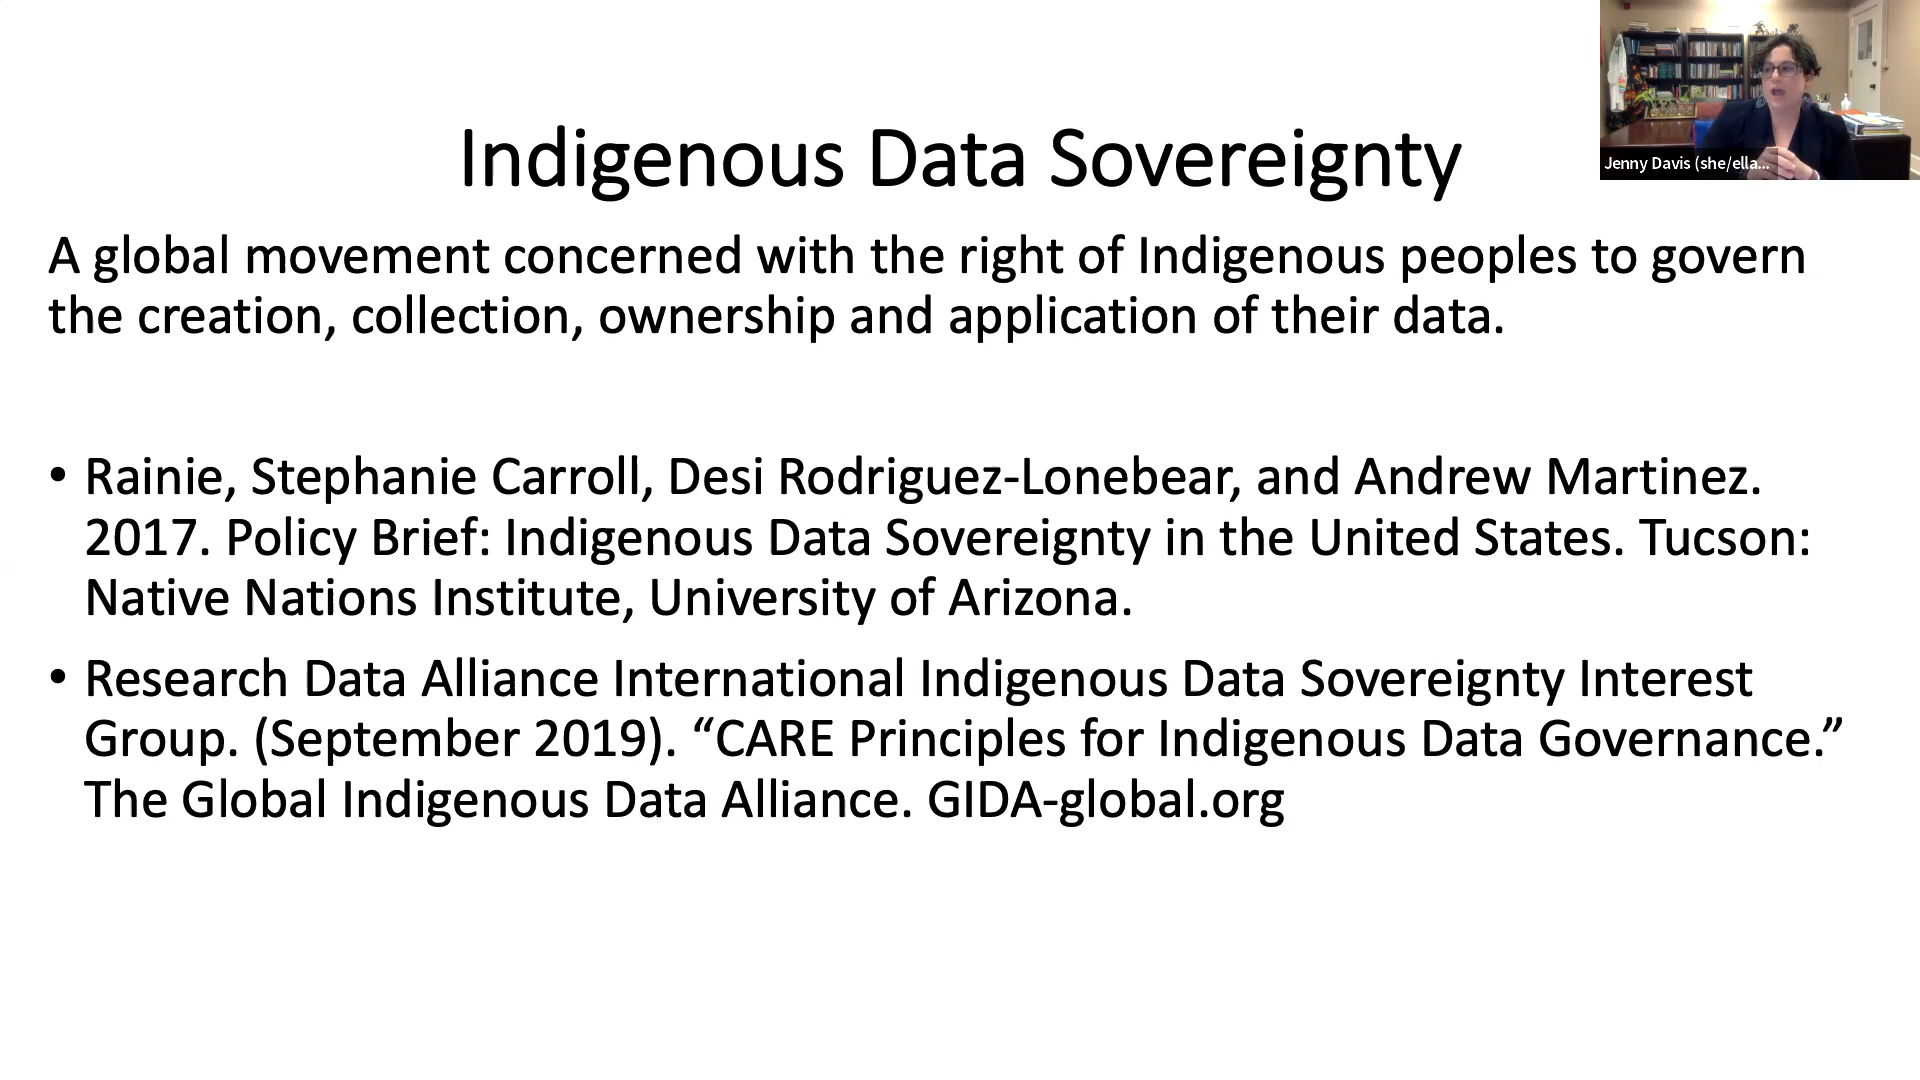 Indigenous Data Sovereignty
Jenny Davis (she/ella...
A global movement concerned with the right of Indigenous peoples to govern
the creation, collection, ownership and application of their data.
• Rainie, Stephanie Carroll, Desi Rodriguez-Lonebear, and Andrew Martinez.
2017. Policy Brief: Indigenous Data Sovereignty in the United States. Tucson:
Native Nations Institute, University of Arizona.
• Research Data Alliance International Indigenous Data Sovereignty Interest
Group. (September 2019). “CARE Principles for Indigenous Data Governance.”
The Global Indigenous Data Alliance. GIDA-global.org